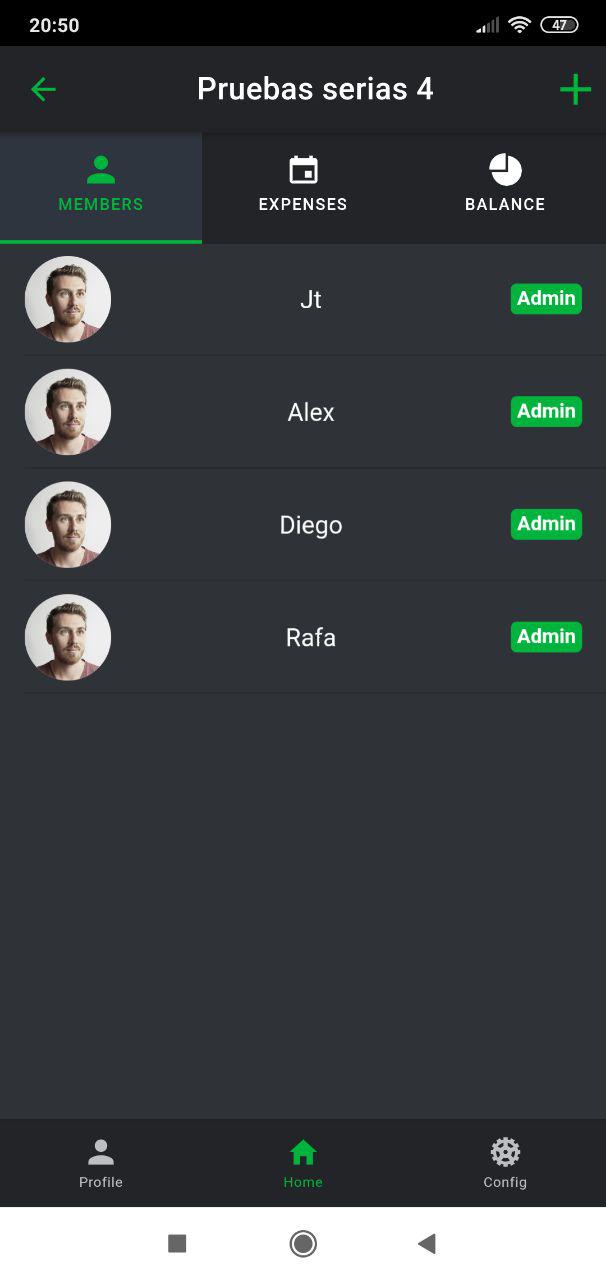 20:50
47
Pruebas serias 4
MEMBERS
EXPENSES
BALANCE
Jt
Admin
Alex
Admin
Diego
Admin
Rafa
Admin
Profile
Home
Config